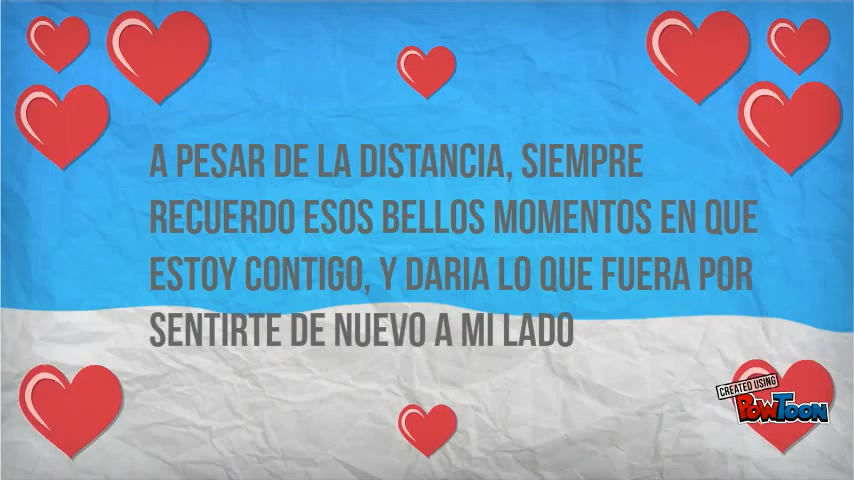 A PESAR DE LA DISTANCIA, SIEMPRE
RECUERDO ESOS BELLOS MOMENTOS EN QUE
ESTOY CONTIGO, Y DARIA LO QUE FUERA POR
SENTIRTE DE NUEVO A MI LADO
CREATED USING
POWTOON